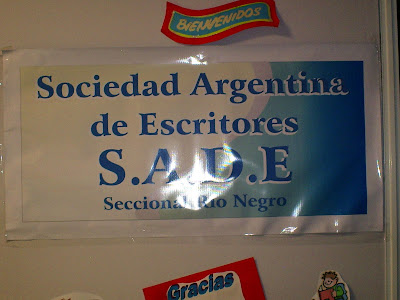 BIENVENIDOS
Sociedad Argentina
de Escritores
S.A.D.E
Seccional Río Negro
Gracias